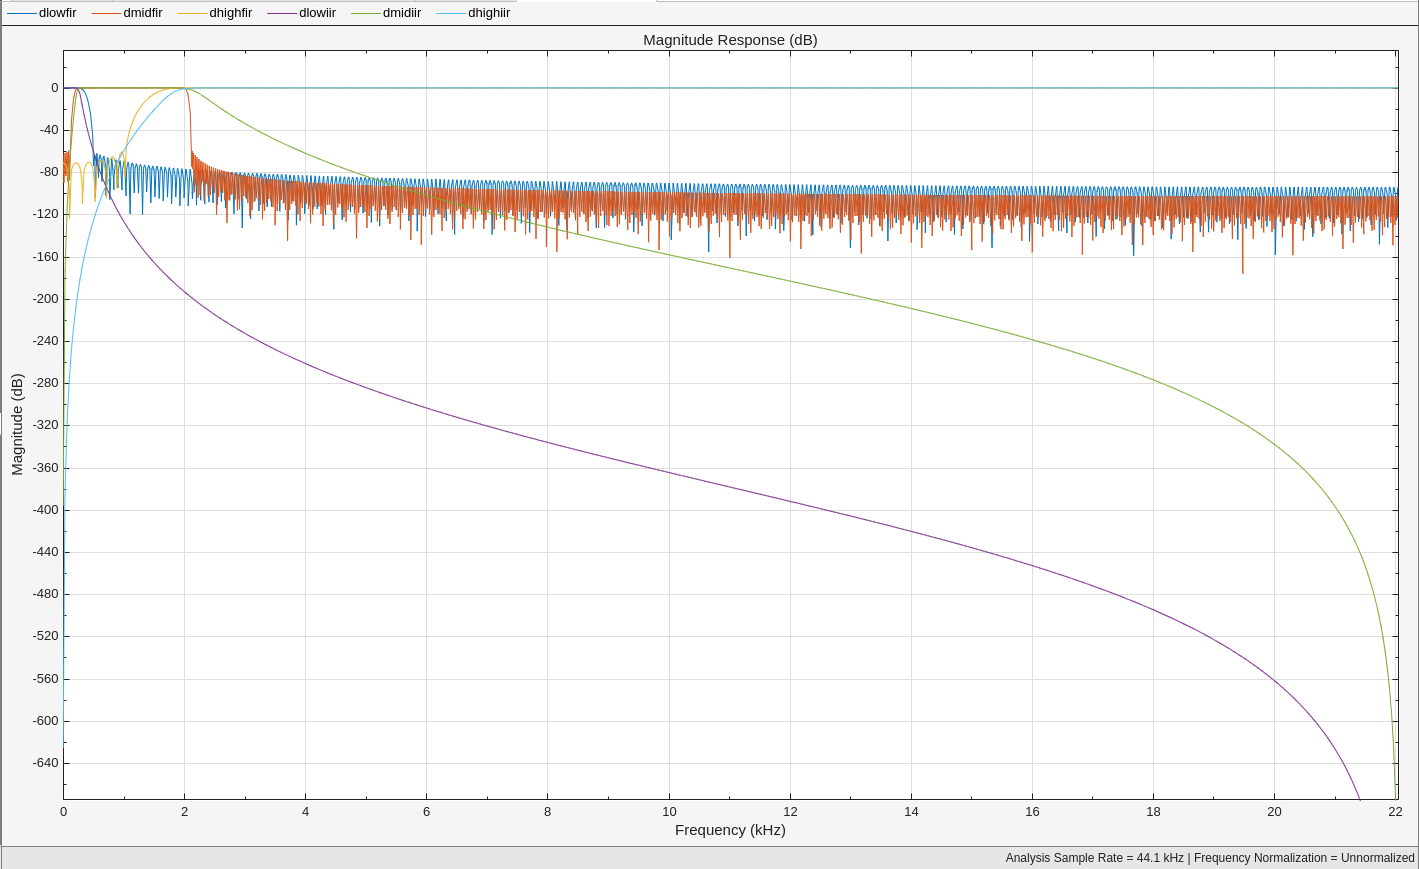 dlowfir dmidfir dhighfir dlowiir dmidiir dhighiir
Magnitude Response (dB)
0
-40
-80
-120
-160
-200
-240
-280
-320
-360
-400
-440
-480
-520
-560
-600
-640
Magnitude (dB)
0 2 4 6 8 10 12 14 16 18 20 22
Frequency (kHz)
Analysis Sample Rate = 44.1 kHz | Frequency Normalization = Unnormalized